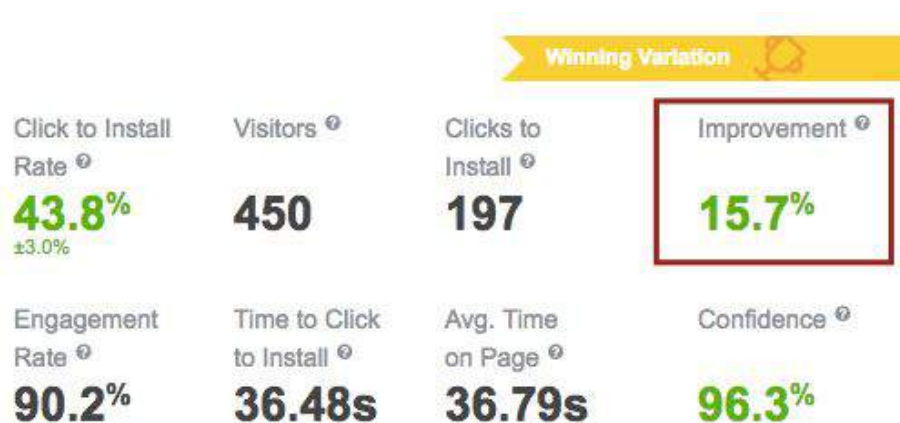 Winning Variation
Click to Install Rate ?
Visitors ?
Clicks to Install ?
Improvement ?
43.8%
±3.0%
450
197
15.7%
Engagement Rate ?
Time to Click to Install ?
Avg. Time on Page ?
Confidence ?
90.2%
36.48s
36.79s
96.3%